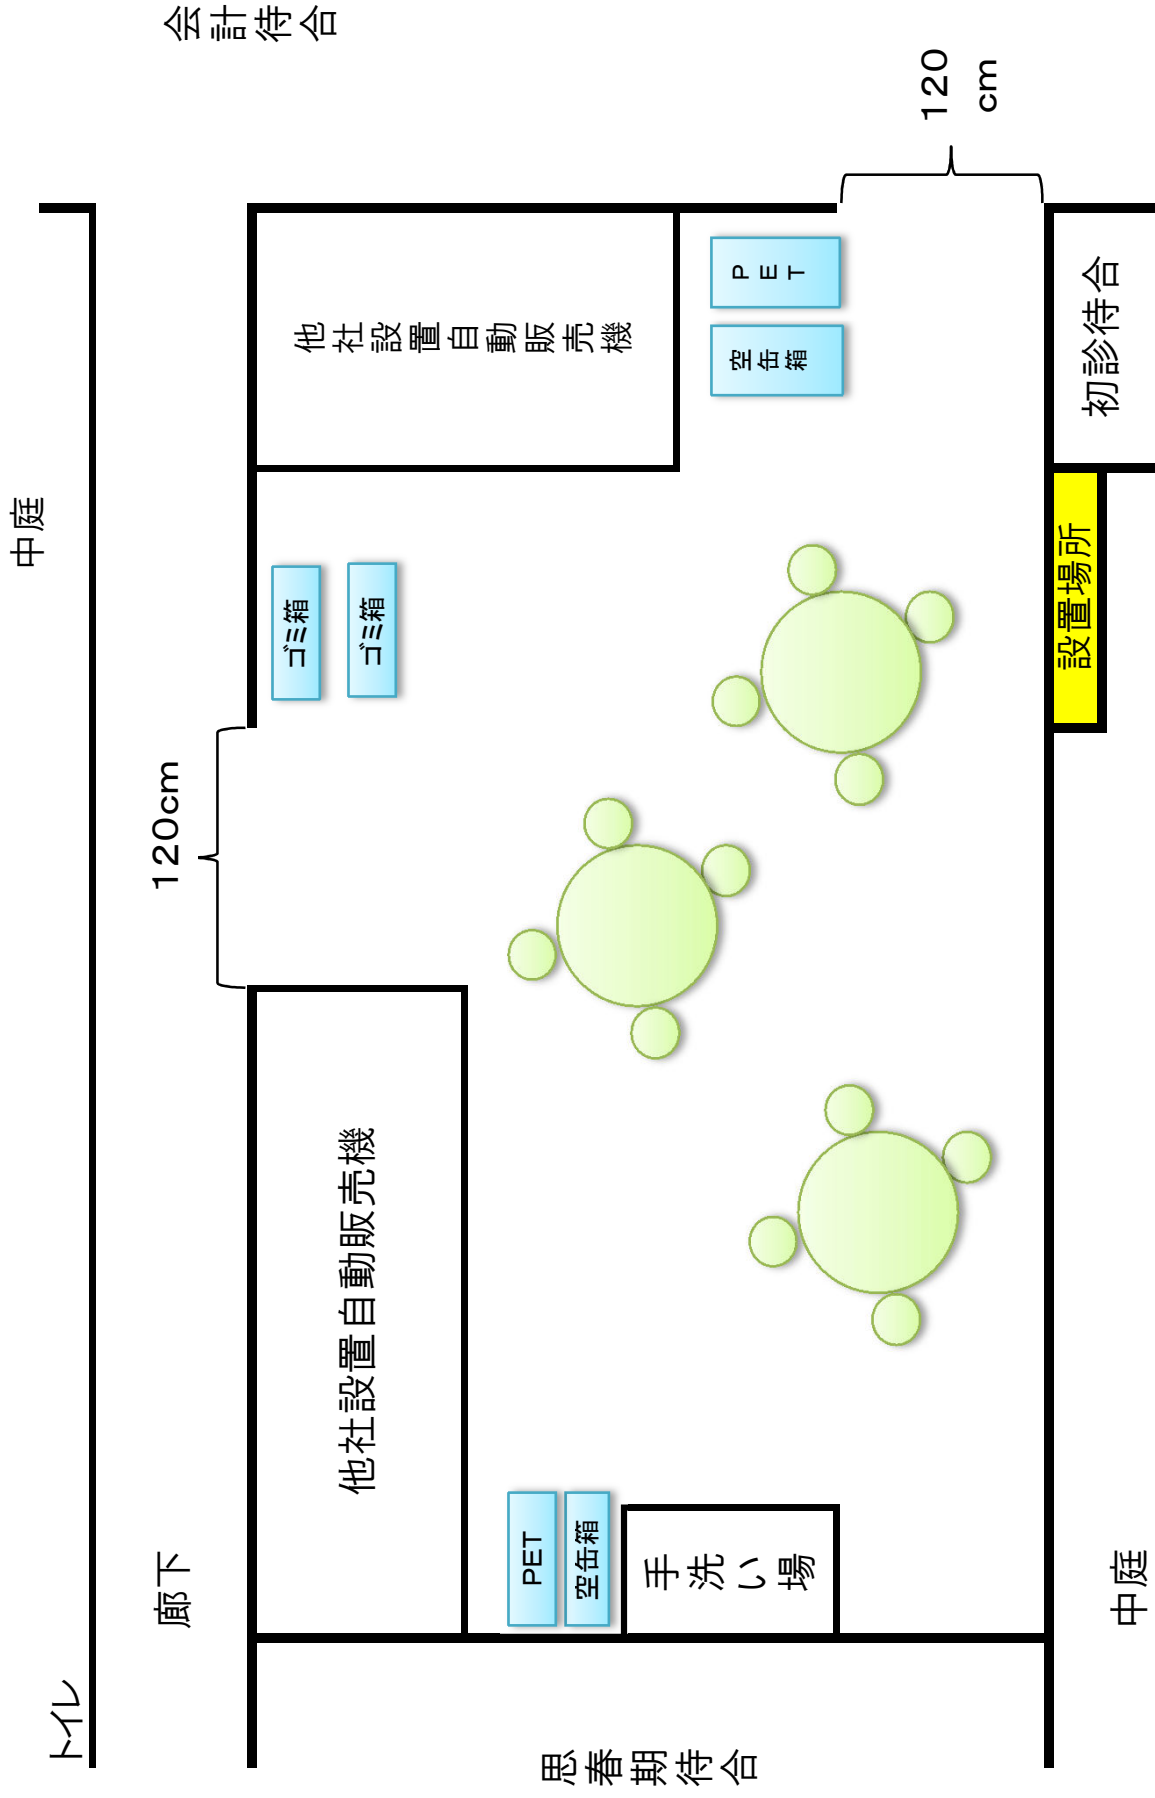 トイレ
中庭
廊下
120cm
会計待合
ゴミ箱
ゴミ箱
他社設置自動販売機
他社設置自動販売機
PET
空缶箱
手洗い場
思春期待合
空缶箱
PET
120
cm
設置場所
初診待合
中庭